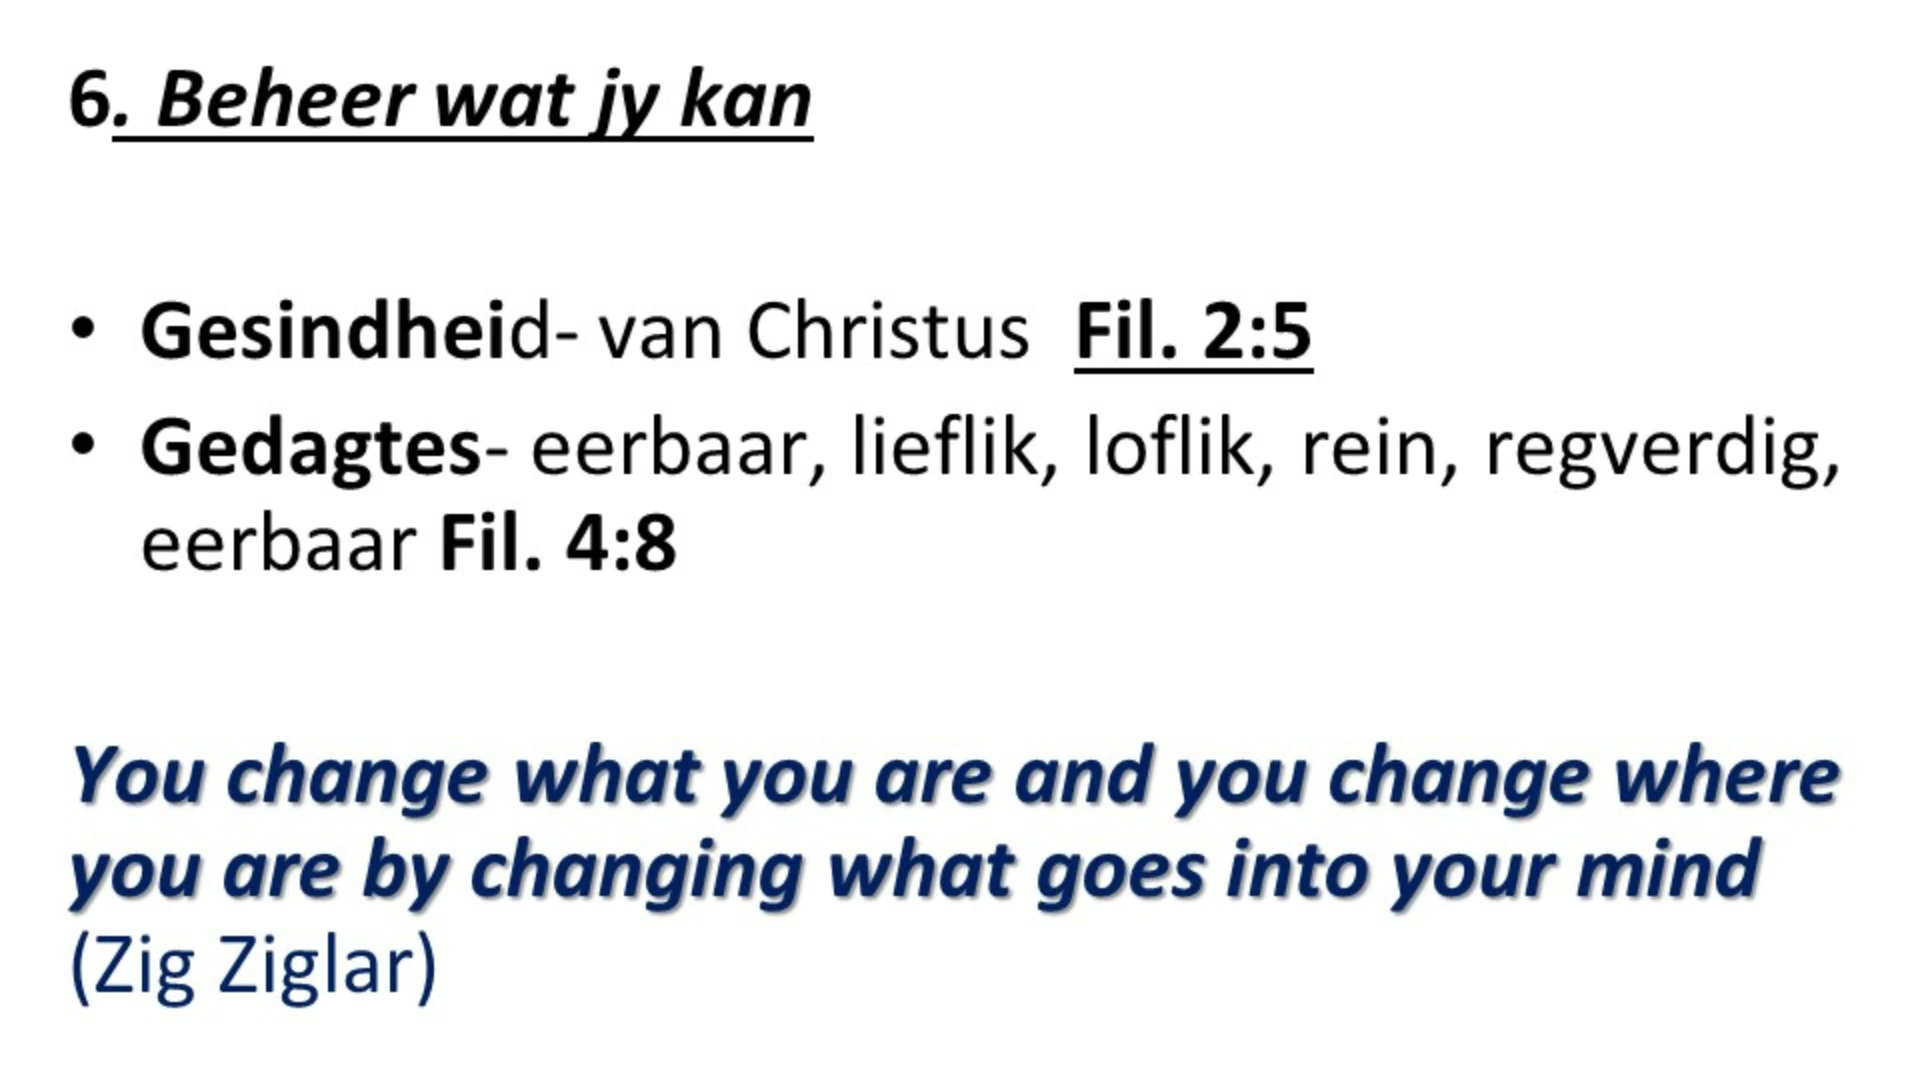 6. Beheer wat jy kan
• Gesindheid- van Christus  Fil. 2:5
• Gedagtes- eerbaar, lieflik, loflik, rein, regverdig,
eerbaar Fil. 4:8
You change what you are and you change where
you are by changing what goes into your mind
(Zig Ziglar)